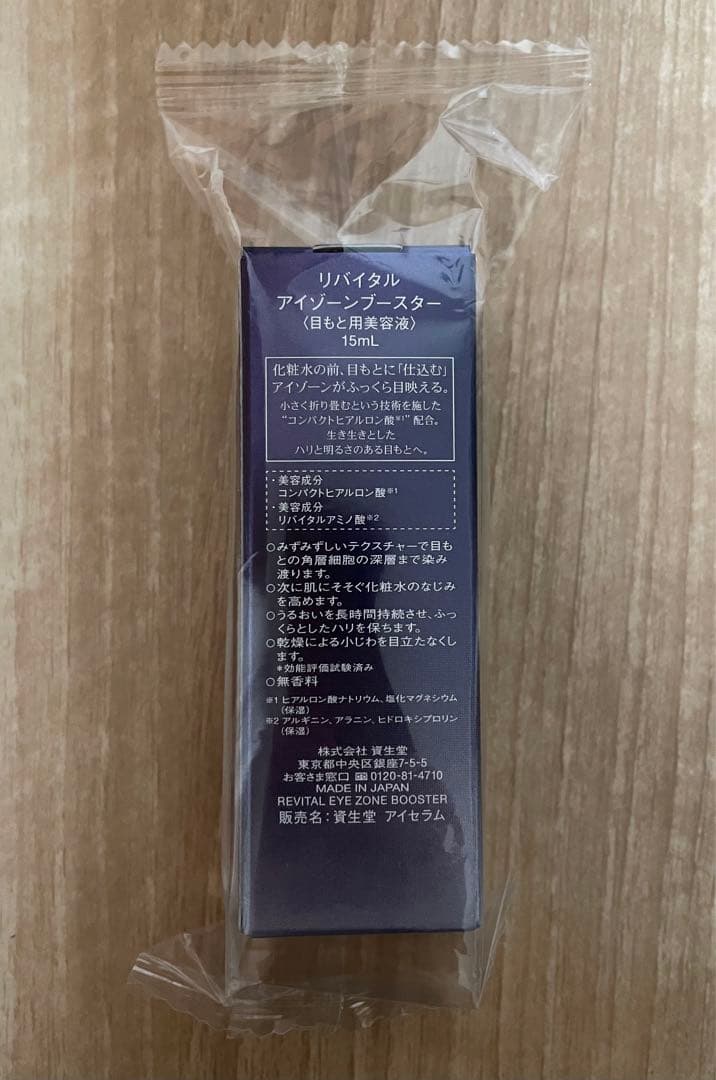 リバイタル
アイゾーンブースター
〈目もと用美容液〉
15mL
化粧水の前、目もとに「仕込む」
アイゾーンがふっくら目映える。
小さく折り畳むという技術を施した
“コンパクトヒアルロン酸※1”配合。
生き生きとした
ハリと明るさのある目もとへ。
・美容成分
コンパクトヒアルロン酸※1
・美容成分
リバイタルアミノ酸※2
○みずみずしいテクスチャーで目も
との角層細胞の深層まで染み
渡ります。
○次に肌にそそぐ化粧水のなじみ
を高めます。
○うるおいを長時間持続させ、ふっ
くらとしたハリを保ちます。
○乾燥による小じわを目立たなくし
ます。
*効能評価試験済み
○無香料
※1 ヒアルロン酸ナトリウム、塩化マグネシウム
(保湿)
※2 アルギニン、アラニン、ヒドロキシプロリン
(保湿)
株式会社 資生堂
東京都中央区銀座7-5-5
お客さま窓口 0120-81-4710
MADE IN JAPAN
REVITAL EYE ZONE BOOSTER
販売名：資生堂 アイセラム